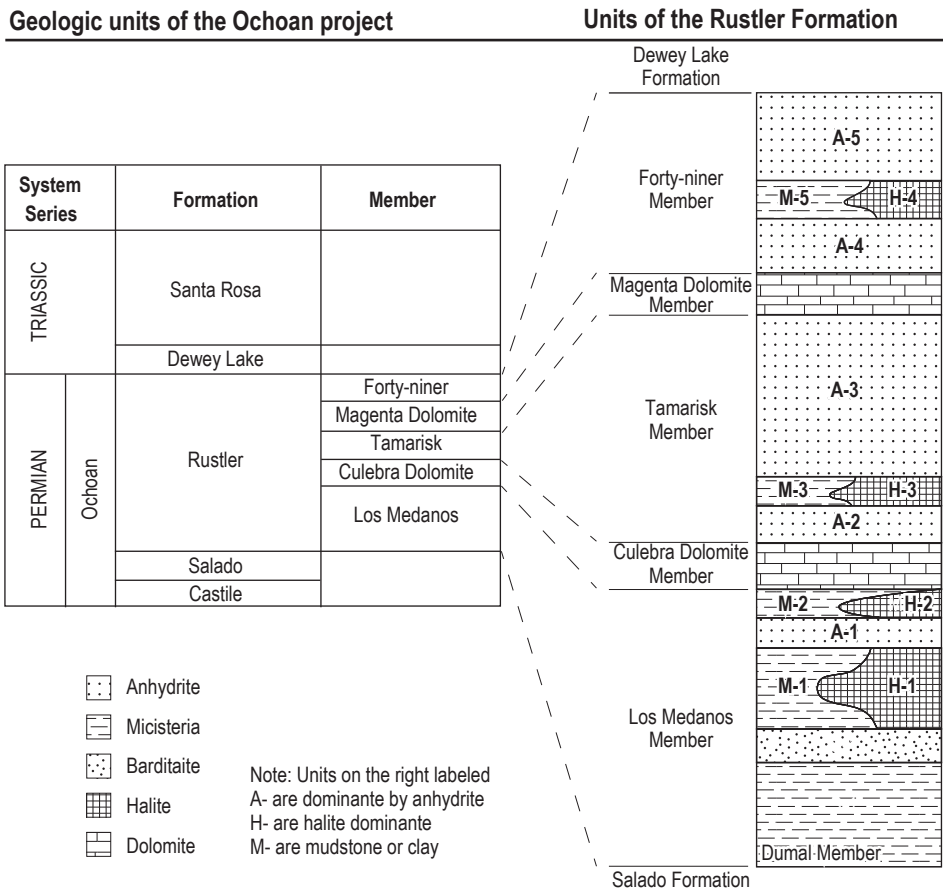 Geologic units of the Ochoan project
Units of the Rustler Formation
System
Series
Formation
Member
TRIASSIC
Santa Rosa
Dewey Lake
PERMIAN
Ochoan
Rustler
Forty-niner
Magenta Dolomite
Tamarisk
Culebra Dolomite
Los Medanos
Salado
Castile
Anhydrite
Micisteria
Barditaite
Halite
Dolomite
Note: Units on the right labeled
A- are dominante by anhydrite
H- are halite dominante
M- are mudstone or clay
Dewey Lake
Formation
Forty-niner
Member
Magenta Dolomite
Member
Tamarisk
Member
Culebra Dolomite
Member
Los Medanos
Member
Salado Formation
A-5
M-5
H-4
A-4
A-3
M-3
H-3
A-2
M-2
H-2
A-1
M-1
H-1
Dumal Member